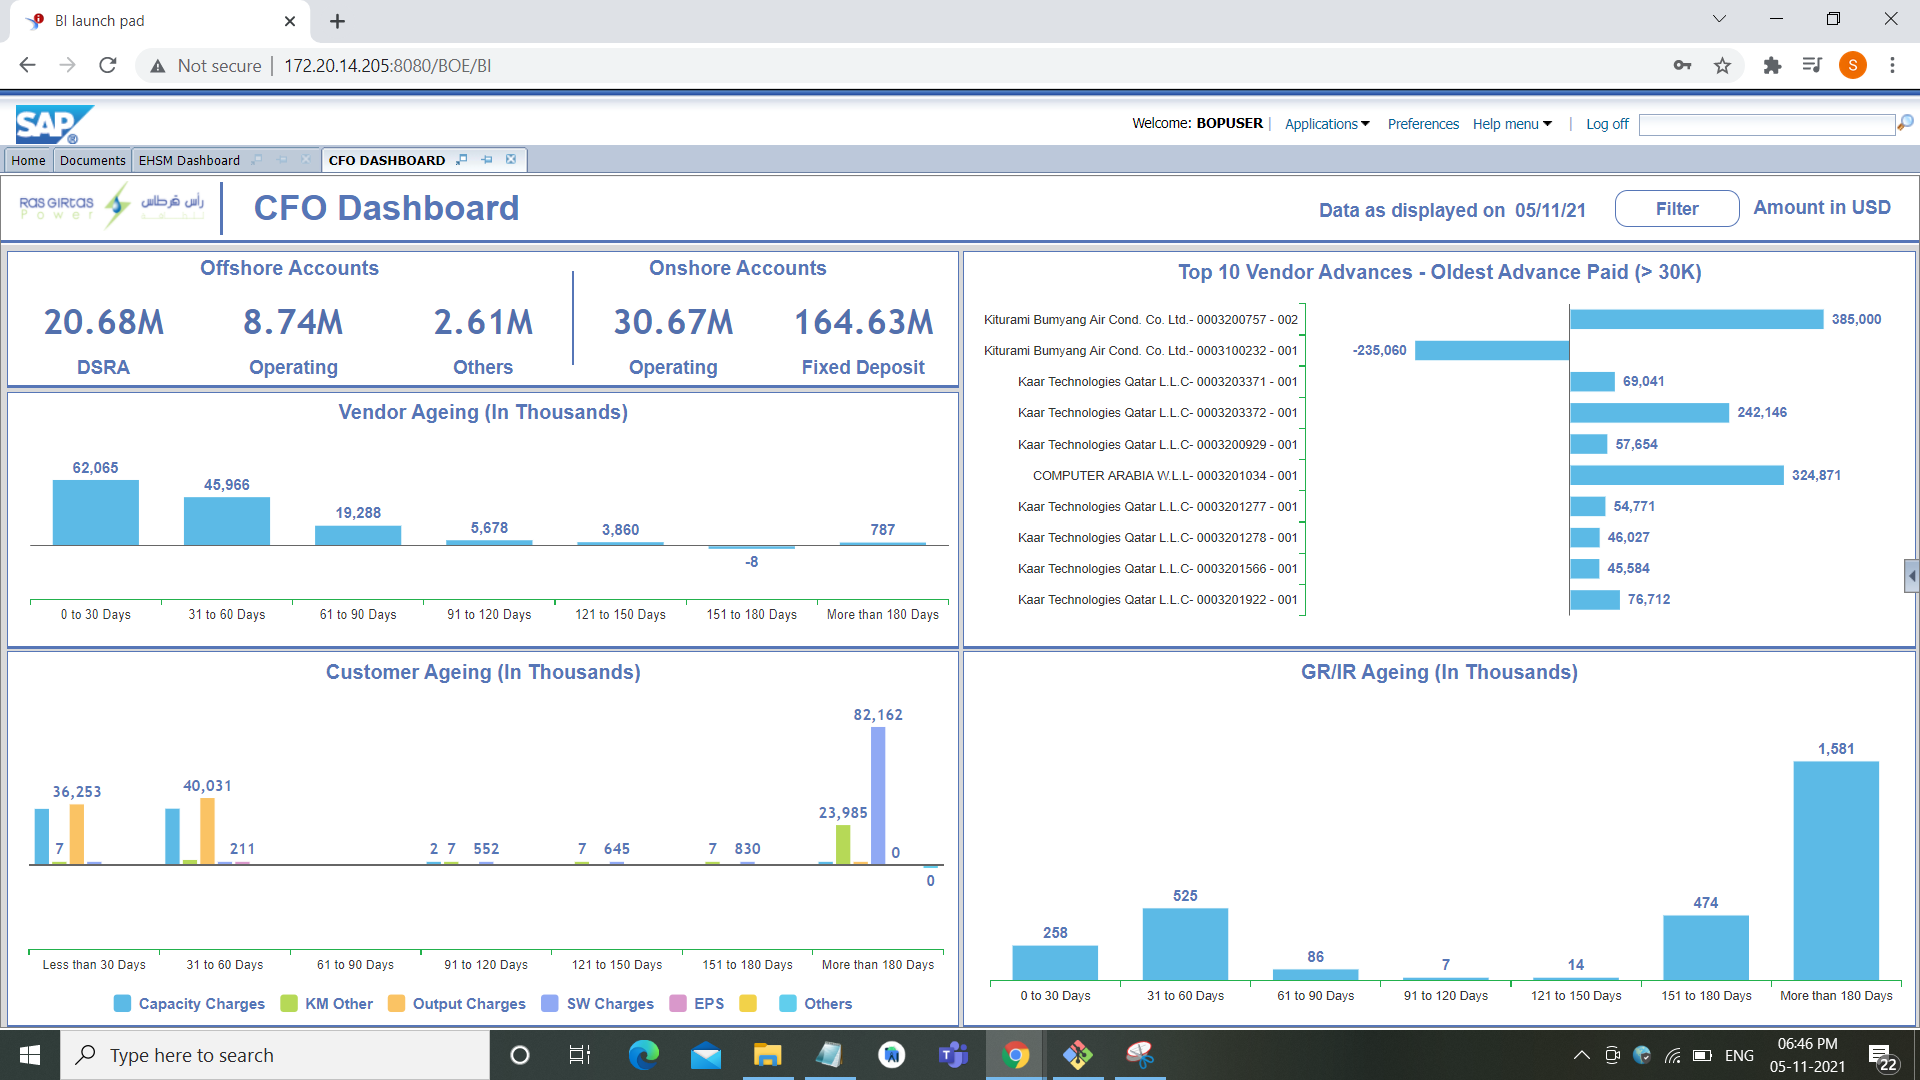 BI launch pad
Not secure | 172.20.14.205:8080/BOE/BI
S
SAP
Welcome: BOPUSER | Applications Preferences Help menu | Log off
Home Documents EHSM Dashboard CFO DASHBOARD
RAS GIRTAS رأس قرطاس
Power
CFO Dashboard
Data as displayed on 05/11/21
Filter
Amount in USD
Offshore Accounts
20.68M 8.74M 2.61M
DSRA Operating Others
Onshore Accounts
30.67M 164.63M
Operating Fixed Deposit
Top 10 Vendor Advances - Oldest Advance Paid (> 30K)
Kiturami Bumyang Air Cond. Co. Ltd.- 0003200757 - 002 385,000
Kiturami Bumyang Air Cond. Co. Ltd.- 0003100232 - 001 -235,060
Kaar Technologies Qatar L.L.C- 0003203371 - 001 69,041
Kaar Technologies Qatar L.L.C- 0003203372 - 001 242,146
Kaar Technologies Qatar L.L.C- 0003200929 - 001 57,654
COMPUTER ARABIA W.L.L- 0003201034 - 001 324,871
Kaar Technologies Qatar L.L.C- 0003201277 - 001 54,771
Kaar Technologies Qatar L.L.C- 0003201278 - 001 46,027
Kaar Technologies Qatar L.L.C- 0003201566 - 001 45,584
Kaar Technologies Qatar L.L.C- 0003201922 - 001 76,712
Vendor Ageing (In Thousands)
62,065 45,966 19,288 5,678 3,860 -8 787
0 to 30 Days 31 to 60 Days 61 to 90 Days 91 to 120 Days 121 to 150 Days 151 to 180 Days More than 180 Days
Customer Ageing (In Thousands)
82,162
36,253 40,031 23,985
7 211 2 7 552 7 645 7 830 0
0
Less than 30 Days 31 to 60 Days 61 to 90 Days 91 to 120 Days 121 to 150 Days 151 to 180 Days More than 180 Days
Capacity Charges KM Other Output Charges SW Charges EPS Others
GR/IR Ageing (In Thousands)
258 525 86 7 14 474 1,581
0 to 30 Days 31 to 60 Days 61 to 90 Days 91 to 120 Days 121 to 150 Days 151 to 180 Days More than 180 Days
Type here to search
ENG
06:46 PM
05-11-2021
22